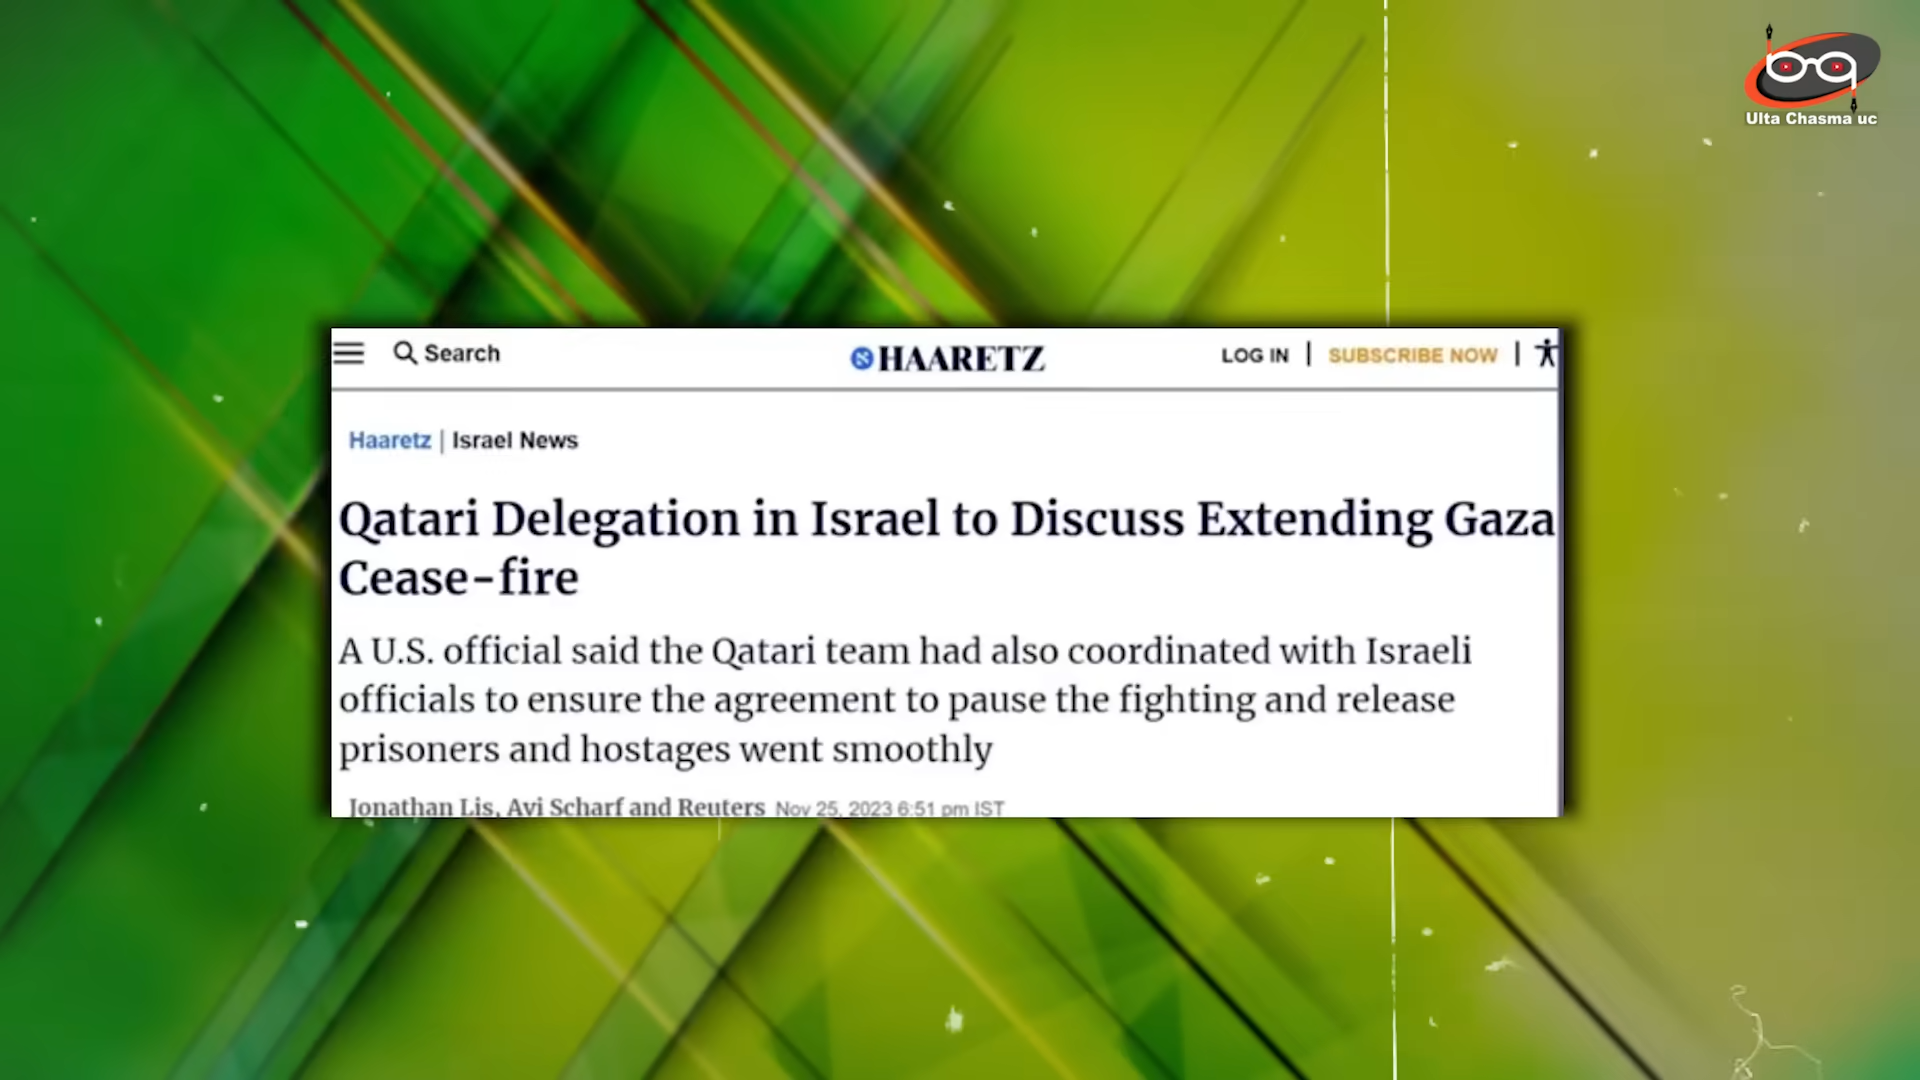 Ulta Chasma uc
Search
HAARETZ
LOG IN | SUBSCRIBE NOW |
Haaretz | Israel News
Qatari Delegation in Israel to Discuss Extending Gaza
Cease-fire
A U.S. official said the Qatari team had also coordinated with Israeli
officials to ensure the agreement to pause the fighting and release
prisoners and hostages went smoothly
Jonathan Lis, Avi Scharf and Reuters Nov 25, 2023 6:51 pm IST